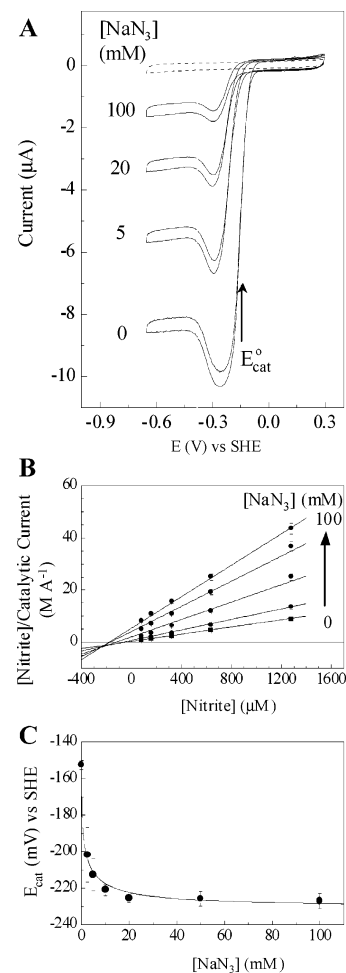 A
[NaN3]
(mM)
0
100
-2
20
-4
5
-6
0
-8
E°cat
-10
Current (μA)
-0.9 -0.6 -0.3 0.0 0.3
E (V) vs SHE
B
[NaN3] (mM)
60
100
40
20
0
0
[Nitrite]/Catalytic Current
(M A-1)
-400 0 400 800 1200 1600
[Nitrite] (μM)
C
-140
-160
-180
-200
-220
-240
Ecat (mV) vs SHE
0 20 40 60 80 100
[NaN3] (mM)